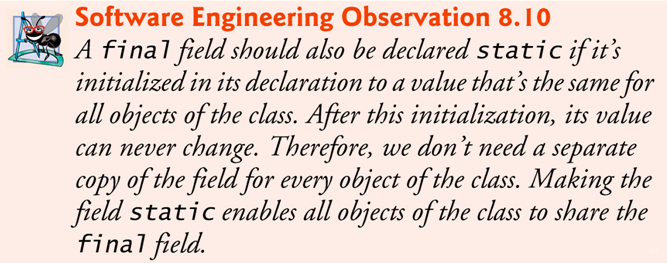 Software Engineering Observation 8.10
A final field should also be declared static if it's
initialized in its declaration to a value that's the same for
all objects of the class. After this initialization, its value
can never change. Therefore, we don't need a separate
copy of the field for every object of the class. Making the
field static enables all objects of the class to share the
final field.